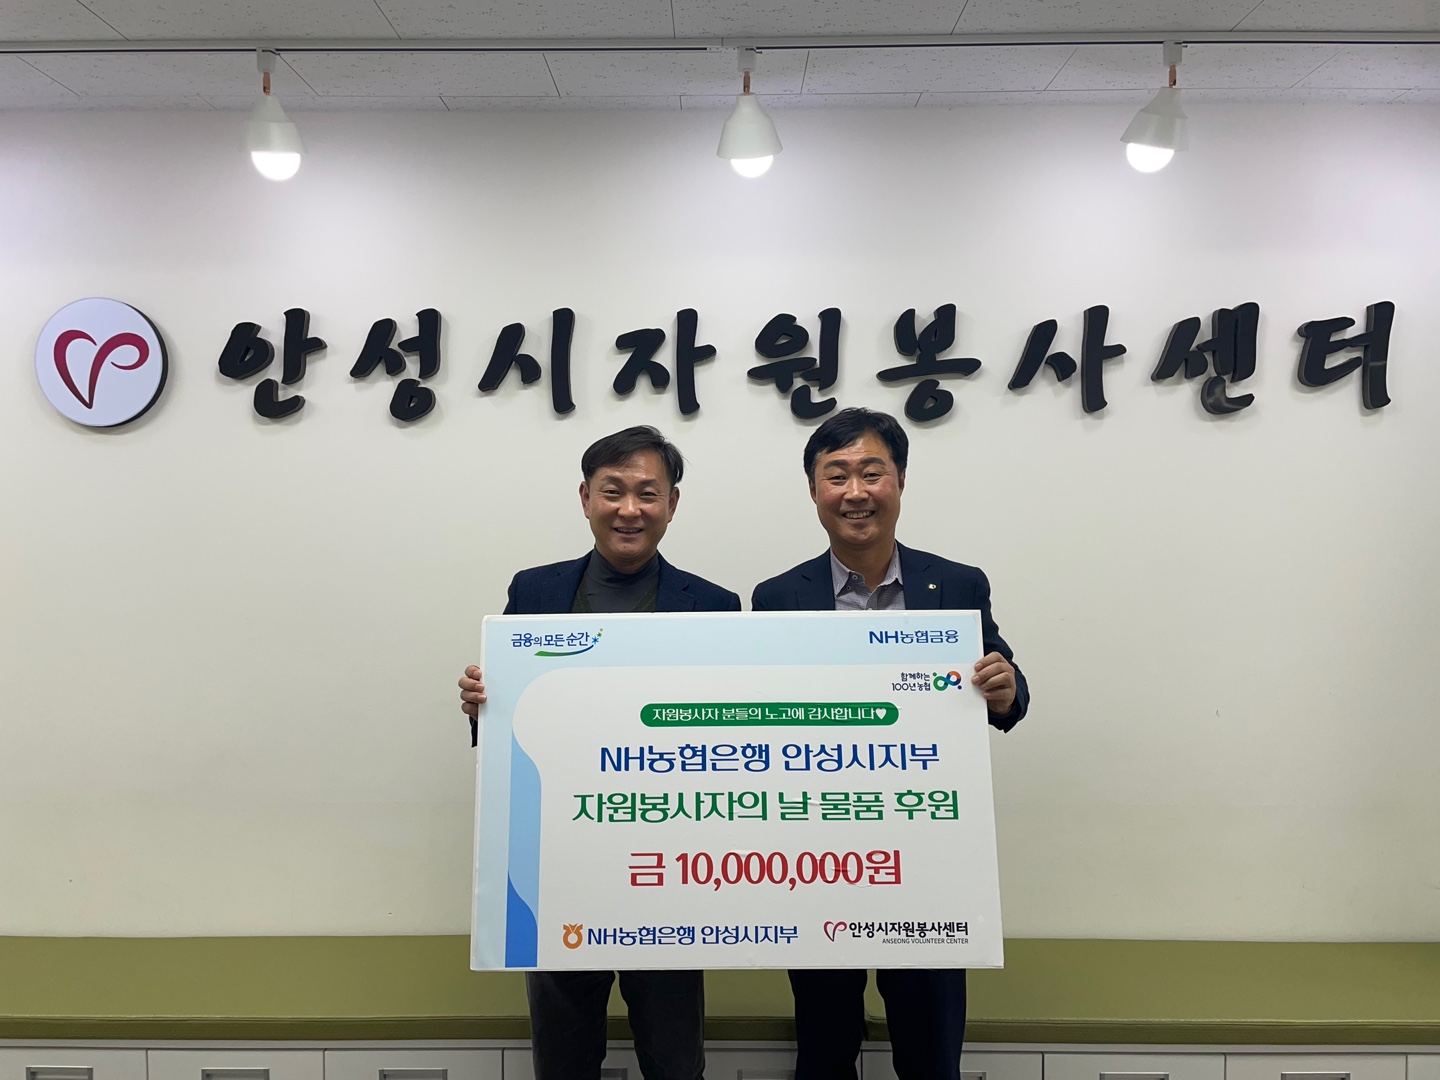 안성시자원봉사센터
금융의 모든 순간
NH농협금융
함께하는
100년 농협
자원봉사자 분들의 노고에 감사합니다♥
NH농협은행 안성시지부
자원봉사자의 날 물품 후원
금 10,000,000원
NH농협은행 안성시지부
안성시자원봉사센터
ANSEONG VOLUNTEER CENTER